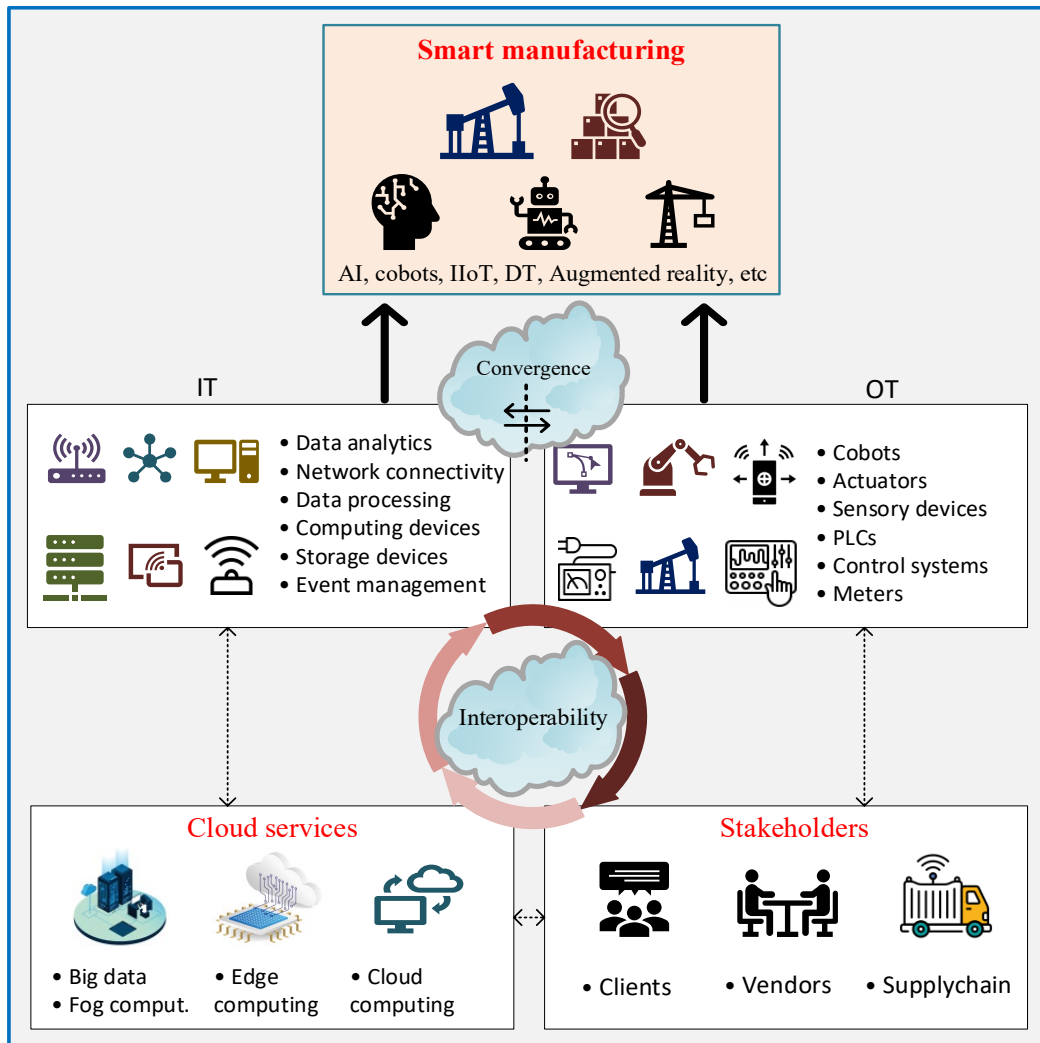 Smart manufacturing
AI, cobots, IIoT, DT, Augmented reality, etc
Convergence
IT
OT
• Data analytics
• Network connectivity
• Data processing
• Computing devices
• Storage devices
• Event management
• Cobots
• Actuators
• Sensory devices
• PLCs
• Control systems
• Meters
Interoperability
Cloud services
• Big data
• Fog comput.
• Edge
computing
• Cloud
computing
Stakeholders
• Clients
• Vendors
• Supplychain